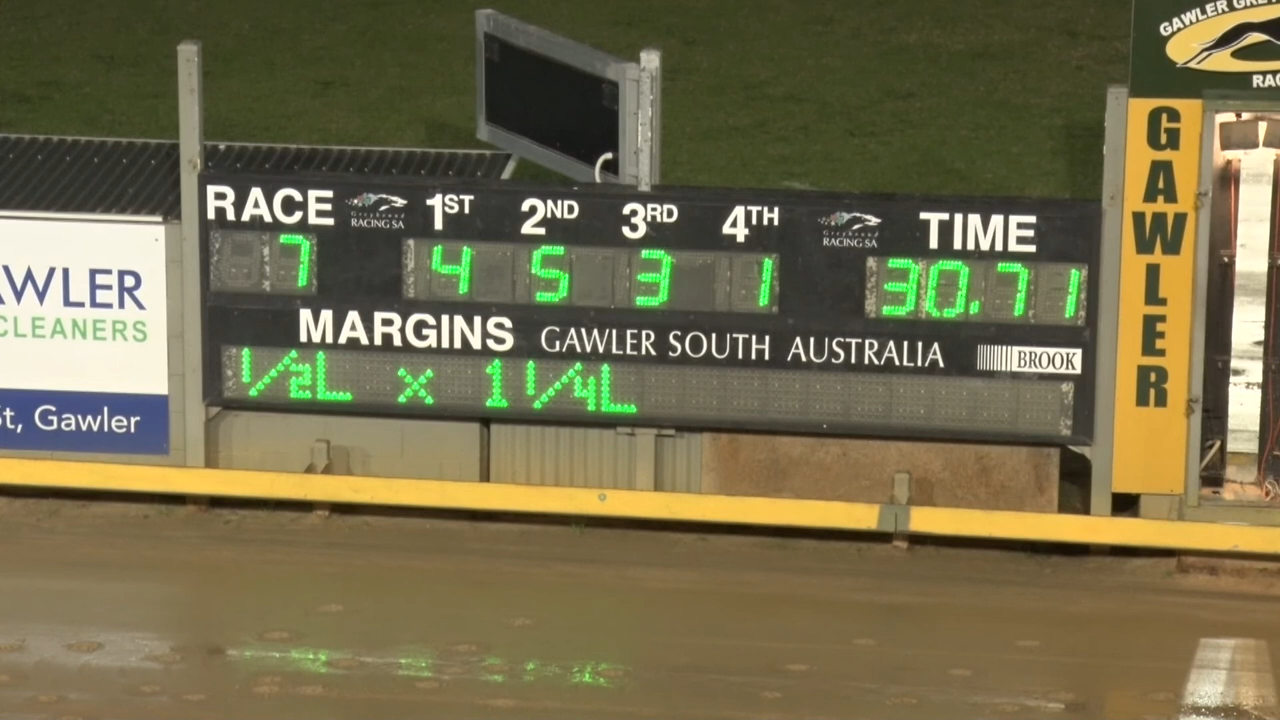 GAWLER GREY
RAC
GAWLER
RACE 1ST 2ND 3RD 4TH TIME
Greyhound RACING SA Greyhound RACING SA
7 4 5 3 1 30.71
MARGINS GAWLER SOUTH AUSTRALIA BROOK
1/2L x 1 1/4L
AWLER
CLEANERS
St, Gawler